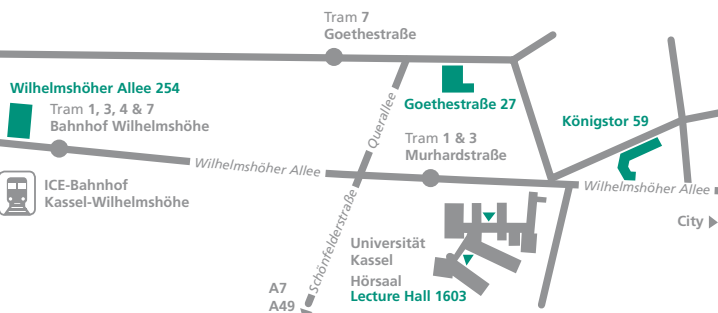 Tram 7
Goethestraße
Wilhelmshöher Allee 254
Tram 1, 3, 4 & 7
Bahnhof Wilhelmshöhe
Goethestraße 27
Querallee
Königstor 59
Tram 1 & 3
Murhardstraße
Wilhelmshöher Allee
ICE-Bahnhof
Kassel-Wilhelmshöhe
Wilhelmshöher Allee
Schönfelderstraße
City
Universität
Kassel
Hörsaal
Lecture Hall 1603
A7
A49